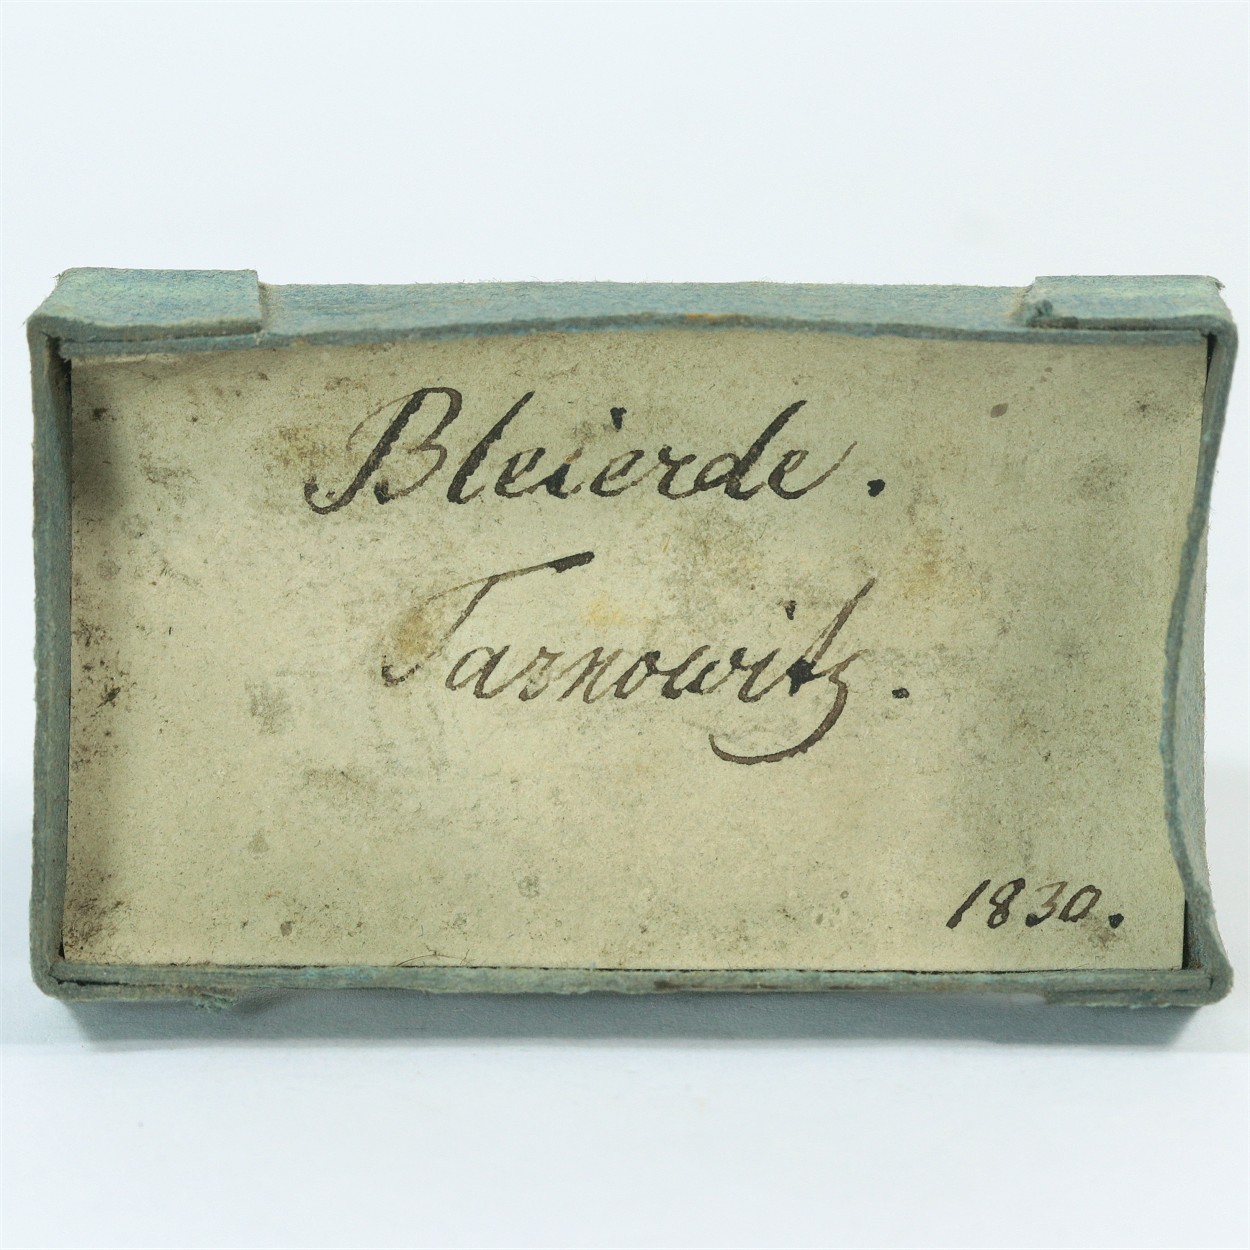 Bleierde.
Tarnowitz.
1830.